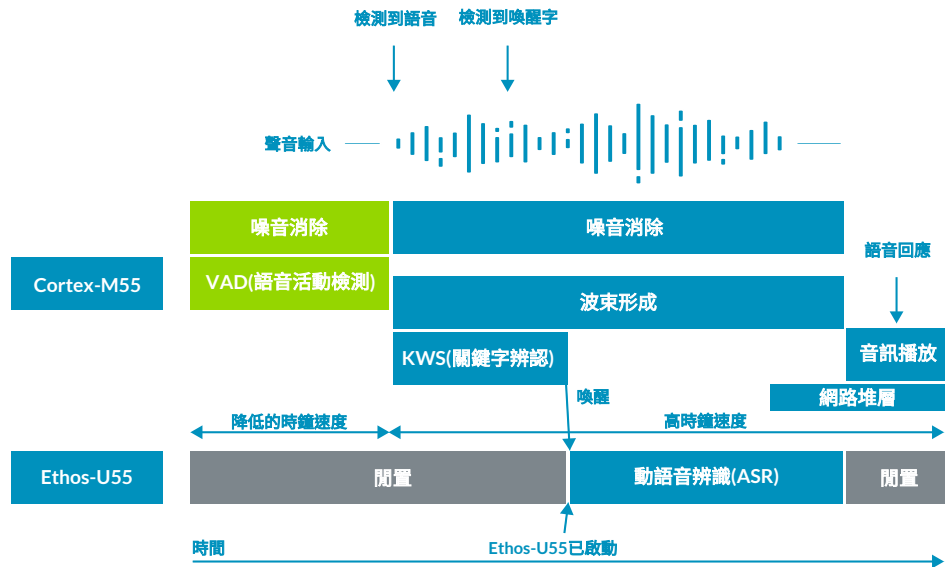 檢測到語音
檢測到喚醒字
聲音輸入
噪音消除
噪音消除
語音回應
Cortex-M55
VAD(語音活動檢測)
波束形成
KWS(關鍵字辨認)
音訊播放
喚醒
網路堆層
降低的時鐘速度
高時鐘速度
Ethos-U55
閒置
動語音辨識(ASR)
閒置
時間
Ethos-U55已啟動